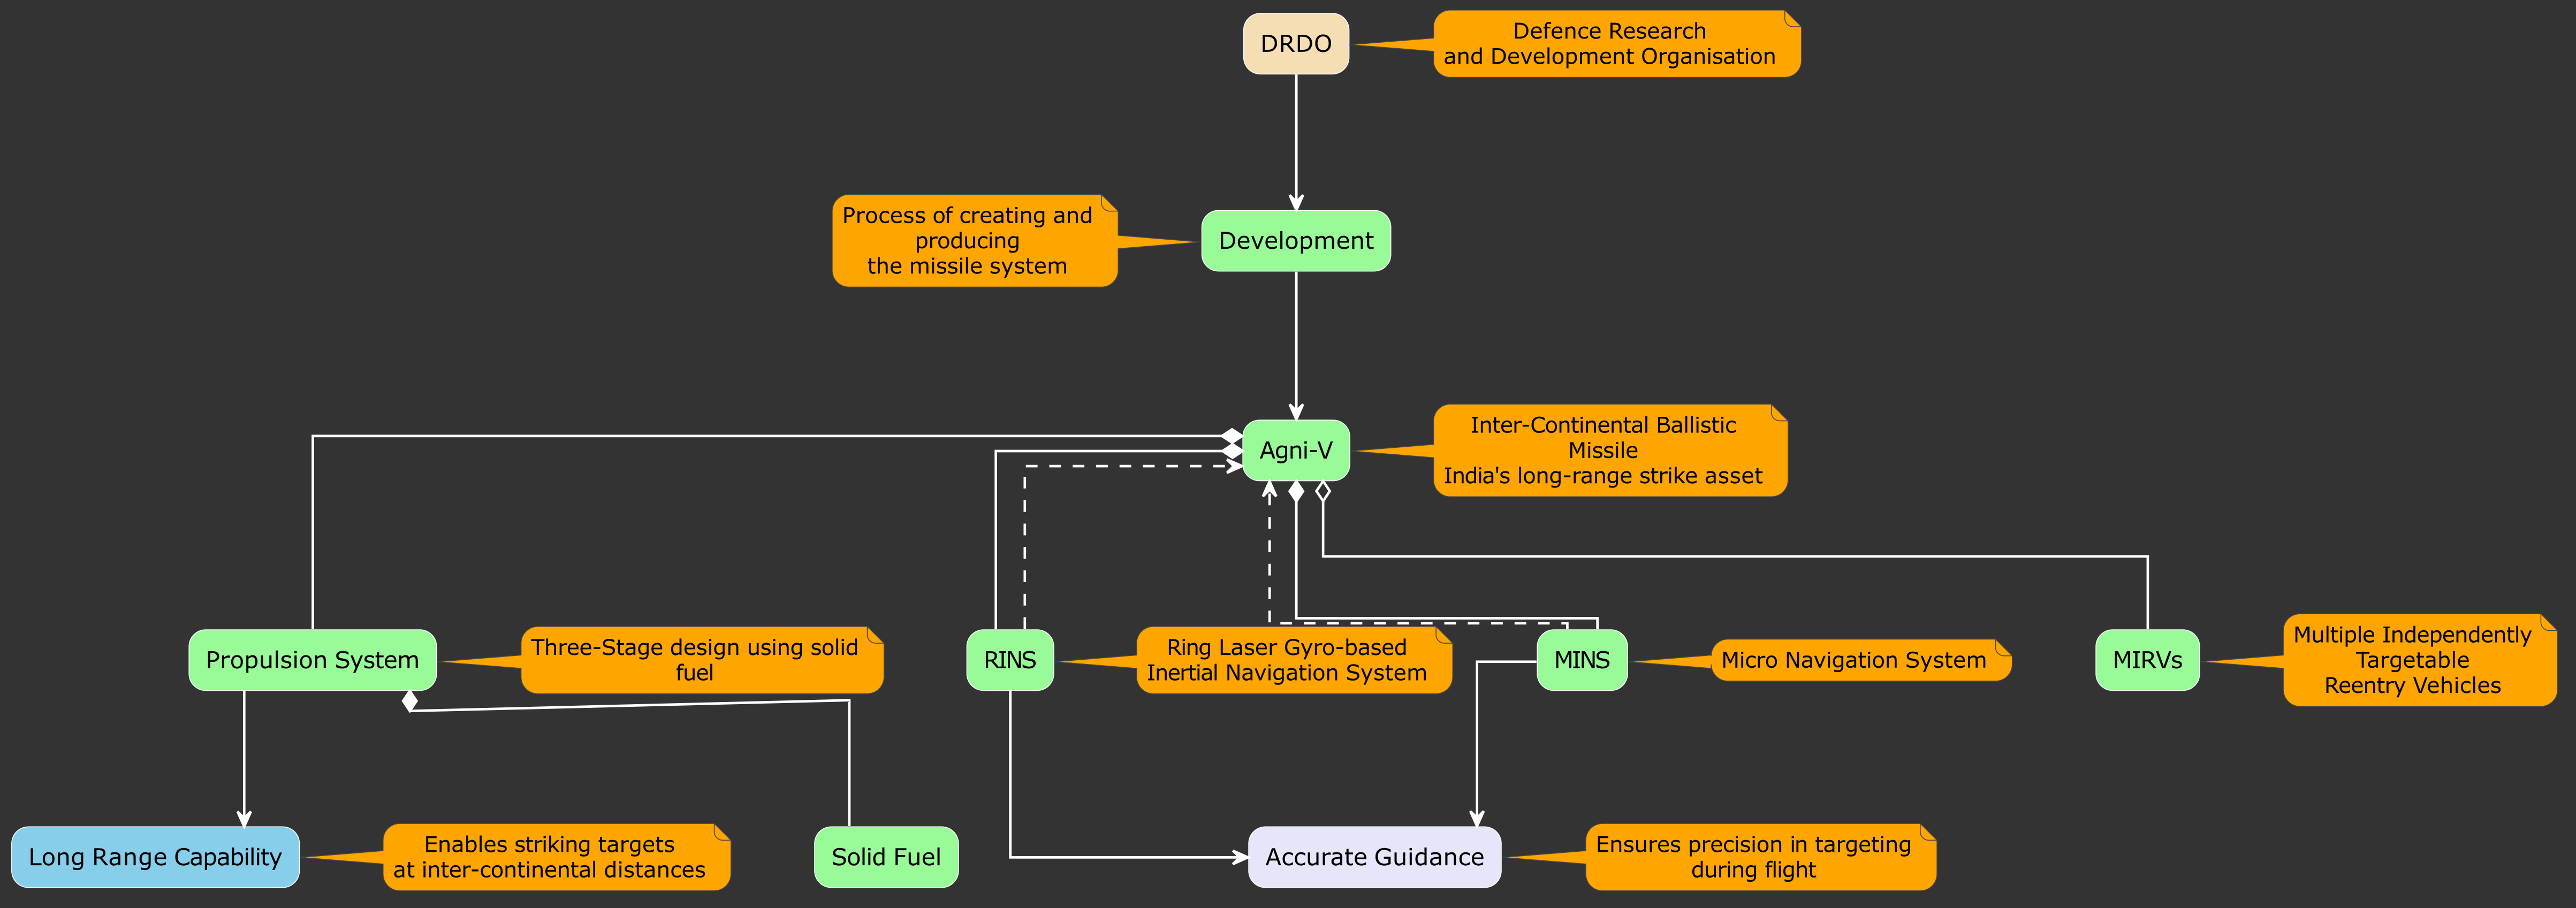 DRDO
Defence Research
and Development Organisation
Process of creating and
producing
the missile system
Development
Agni-V
Inter-Continental Ballistic
Missile
India's long-range strike asset
Propulsion System
Three-Stage design using solid
fuel
RINS
Ring Laser Gyro-based
Inertial Navigation System
MINS
Micro Navigation System
MIRVs
Multiple Independently
Targetable
Reentry Vehicles
Long Range Capability
Enables striking targets
at inter-continental distances
Solid Fuel
Accurate Guidance
Ensures precision in targeting
during flight